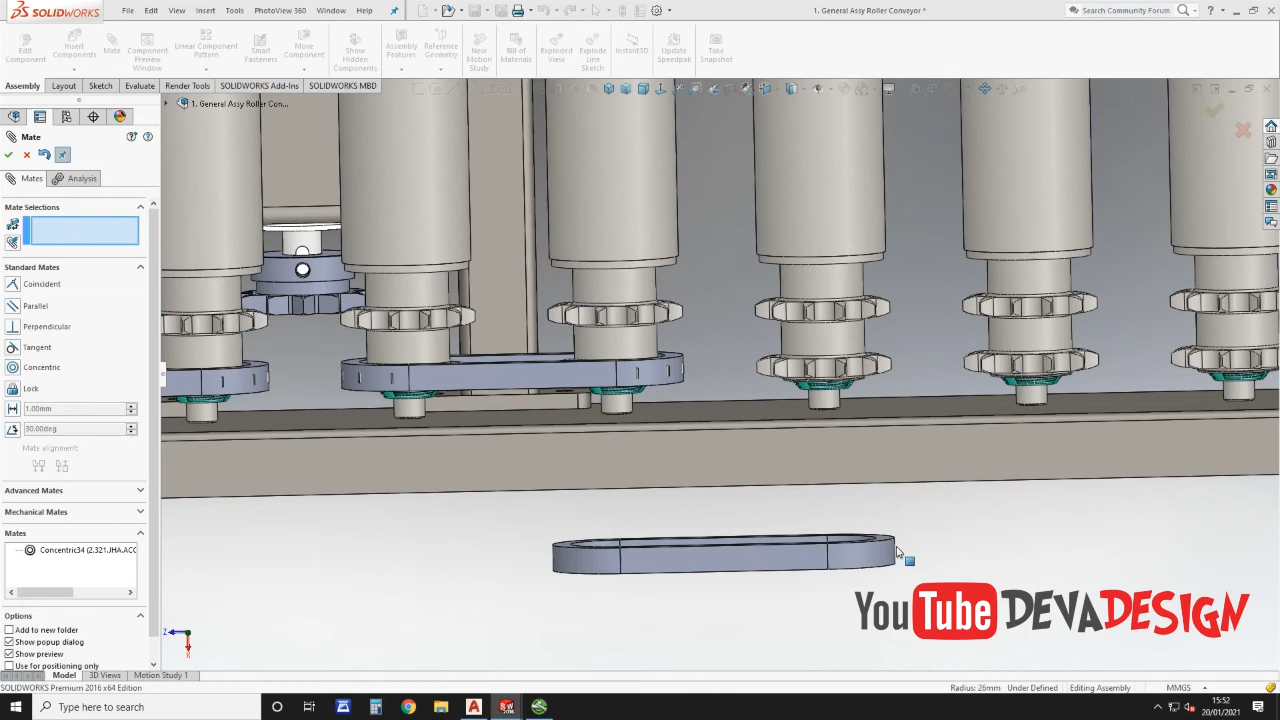 SOLIDWORKS
File Edit View Insert Tools PhotoView 360 Window Help
1. General Assy Roller Conveyor *
Search Community Forum
Edit Component
Insert Components
Mate
Component Preview Window
Linear Component Pattern
Smart Fasteners
Move Component
Show Hidden Components
Assembly Features
Reference Geometry
New Motion Study
Bill of Materials
Exploded View
Explode Line Sketch
Instant3D
Update Speedpak
Take Snapshot
Assembly Layout Sketch Evaluate Render Tools SOLIDWORKS Add-Ins SOLIDWORKS MBD
1. General Assy Roller Con...
Mate
Mates Analysis
Mate Selections
Standard Mates
Coincident
Parallel
Perpendicular
Tangent
Concentric
Lock
1.00mm
30.00deg
Mate alignment:
Advanced Mates
Mechanical Mates
Mates
Concentric34 (2.321.JHA.ACC
Options
Add to new folder
Show popup dialog
Show preview
Use for positioning only
Z
X
YouTube DEVADESIGN
Model 3D Views Motion Study 1
SOLIDWORKS Premium 2016 x64 Edition
Radius: 26mm Under Defined Editing Assembly MMGS
Type here to search
15:52
20/01/2021